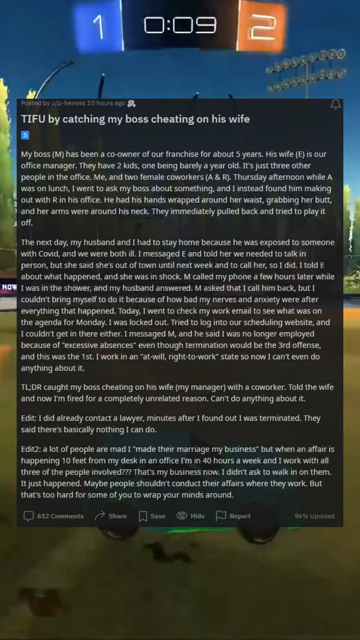 1 0:09 2
Posted by u/p-heiress 10 hours ago
TIFU by catching my boss cheating on his wife
S
My boss (M) has been a co-owner of our franchise for about 5 years. His wife (E) is our
office manager. They have 2 kids, one being barely a year old. It's just three other
people in the office. Me, and two female coworkers (A & R). Thursday afternoon while A
was on lunch, I went to ask my boss about something, and I instead found him making
out with R in his office. He had his hands wrapped around her waist, grabbing her butt,
and her arms were around his neck. They immediately pulled back and tried to play it
off.
The next day, my husband and I had to stay home because he was exposed to someone
with Covid, and we were both ill. I messaged E and told her we needed to talk in
person, but she said she's out of town until next week and to call her, so I did. I told E
about what happened, and she was in shock. M called my phone a few hours later while
I was in the shower, and my husband answered. M asked that I call him back, but I
couldn't bring myself to do it because of how bad my nerves and anxiety were after
everything that happened. Today, I went to check my work email to see what was on
the agenda for Monday. I was locked out. Tried to log into our scheduling website, and
I couldn't get in there either. I messaged M, and he said I was no longer employed
because of "excessive absences" even though termination would be the 3rd offense,
and this was the 1st. I work in an "at-will, right-to-work" state so now I can't even do
anything about it.
TL;DR caught my boss cheating on his wife (my manager) with a coworker. Told the wife
and now I'm fired for a completely unrelated reason. Can't do anything about it.
Edit: I did already contact a lawyer, minutes after I found out I was terminated. They
said there's basically nothing I can do.
Edit2: a lot of people are mad I "made their marriage my business" but when an affair is
happening 10 feet from my desk in an office I'm in 40 hours a week and I work with all
three of the people involved??? That's my business now. I didn't ask to walk in on them.
It just happened. Maybe people shouldn't conduct their affairs where they work. But
that's too hard for some of you to wrap your minds around.
652 Comments Share Save Hide Report 96% Upvoted